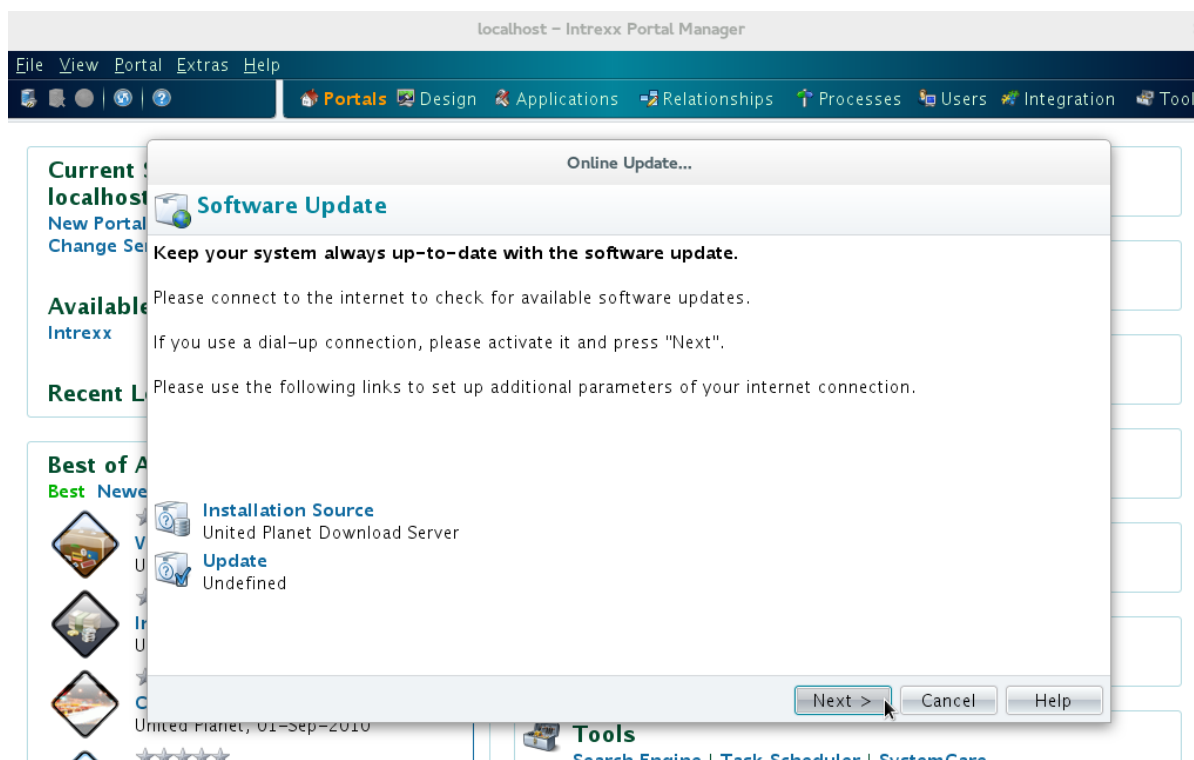 localhost – Intrexx Portal Manager
File View Portal Extras Help
Portals Design Applications Relationships Processes Users Integration
Online Update...
Current
localhost
New Portal
Change
Available
Intrexx
Recent
Best of
Best
Software Update
Keep your system always up-to-date with the software update.
Please connect to the internet to check for available software updates.
If you use a dial-up connection, please activate it and press "Next".
Please use the following links to set up additional parameters of your internet connection.
Installation Source
United Planet Download Server
Update
Undefined
Next > Cancel Help
United Planet, 01-Sep-2010
Tools
Search Engine | Task Scheduler | SystemCare